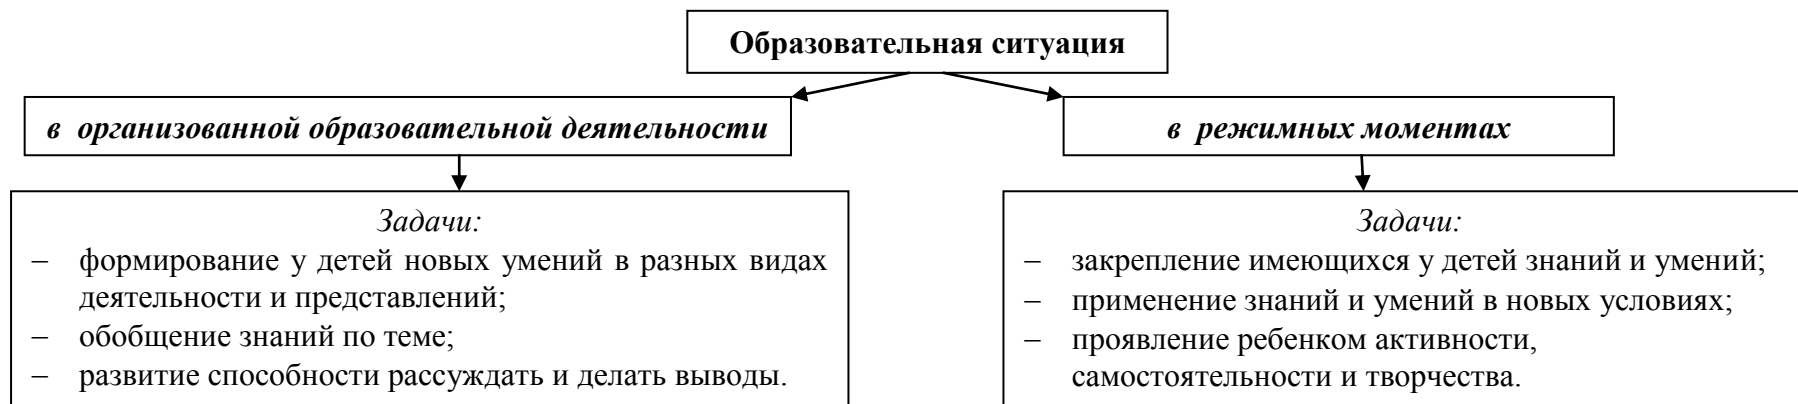 Образовательная ситуация
в организованной образовательной деятельности
в режимных моментах
Задачи:
– формирование у детей новых умений в разных видах
деятельности и представлений;
– обобщение знаний по теме;
– развитие способности рассуждать и делать выводы.
Задачи:
– закрепление имеющихся у детей знаний и умений;
– применение знаний и умений в новых условиях;
– проявление ребенком активности,
самостоятельности и творчества.